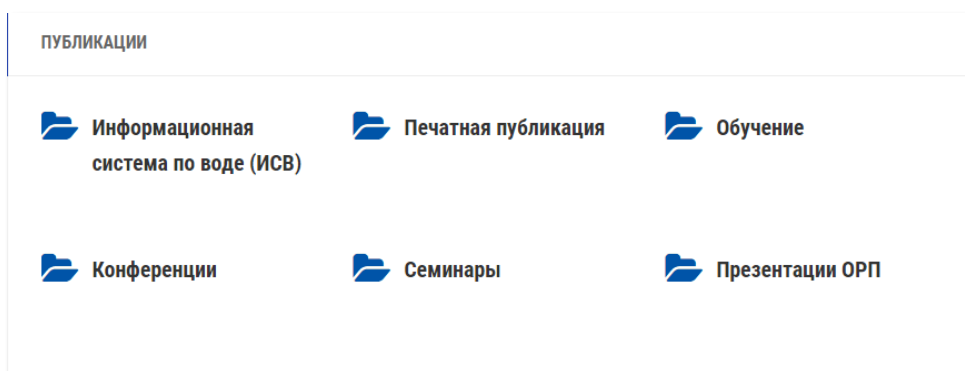 ПУБЛИКАЦИИ
Информационная
система по воде (ИСВ)
Печатная публикация
Обучение
Конференции
Семинары
Презентации ОРП